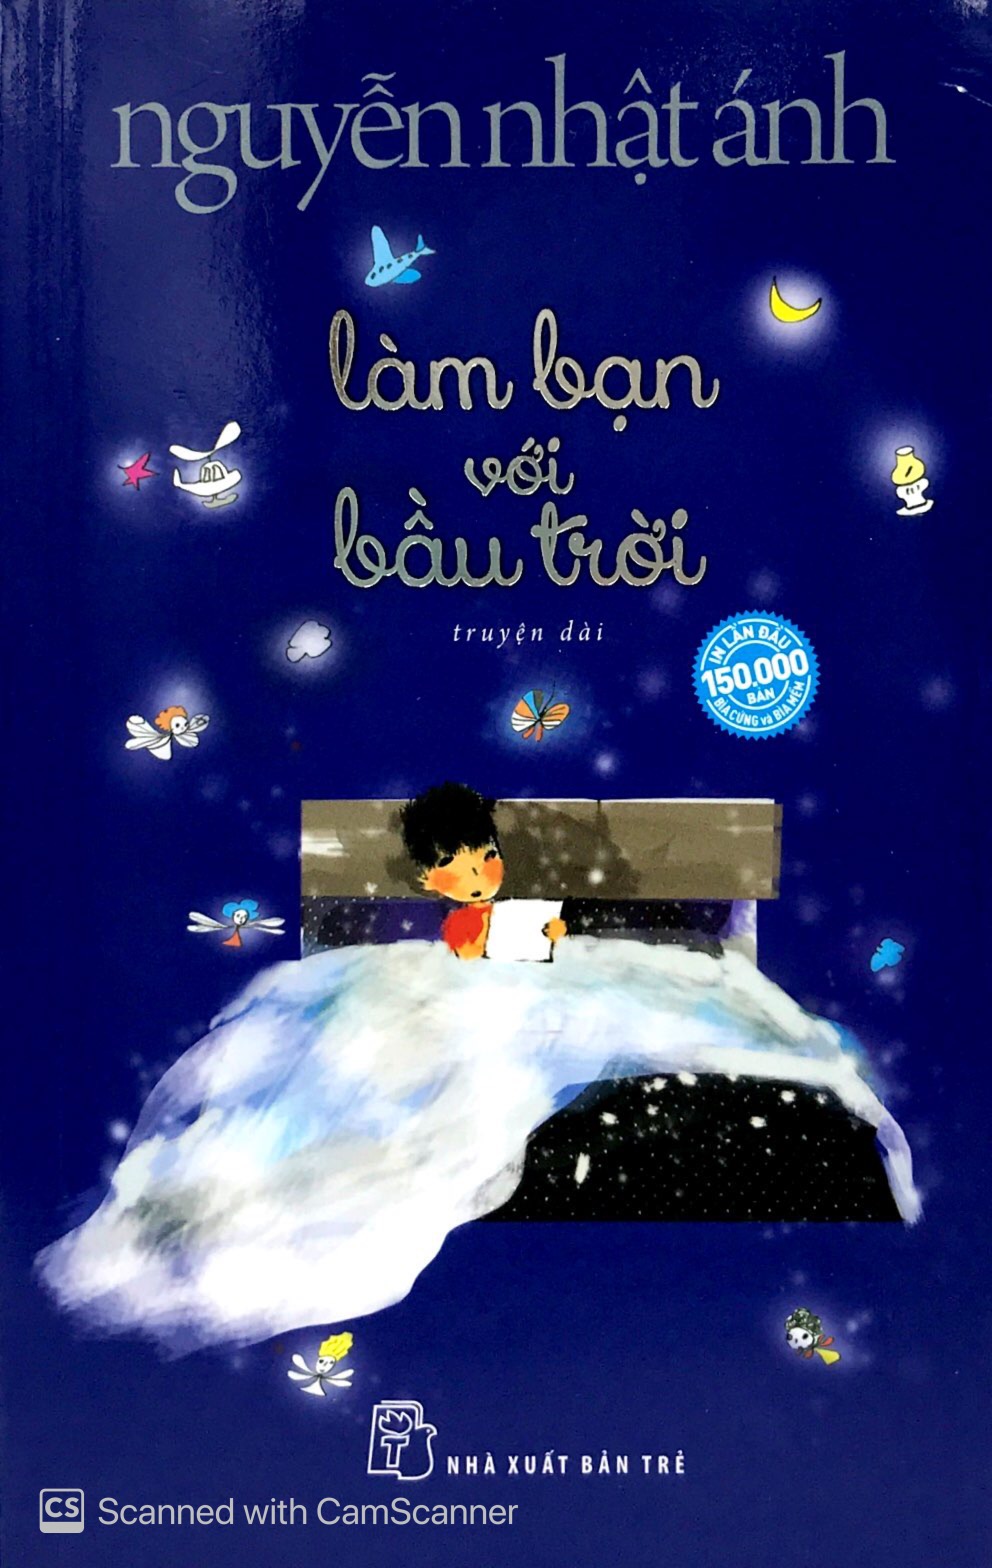 nguyễn nhật ánh
làm bạn
với
bầu trời
truyện dài
IN LẦN ĐẦU
150.000
BẢN
BÌA CỨNG và BÌA MỀM
T
NHÀ XUẤT BẢN TRẺ
CS Scanned with CamScanner